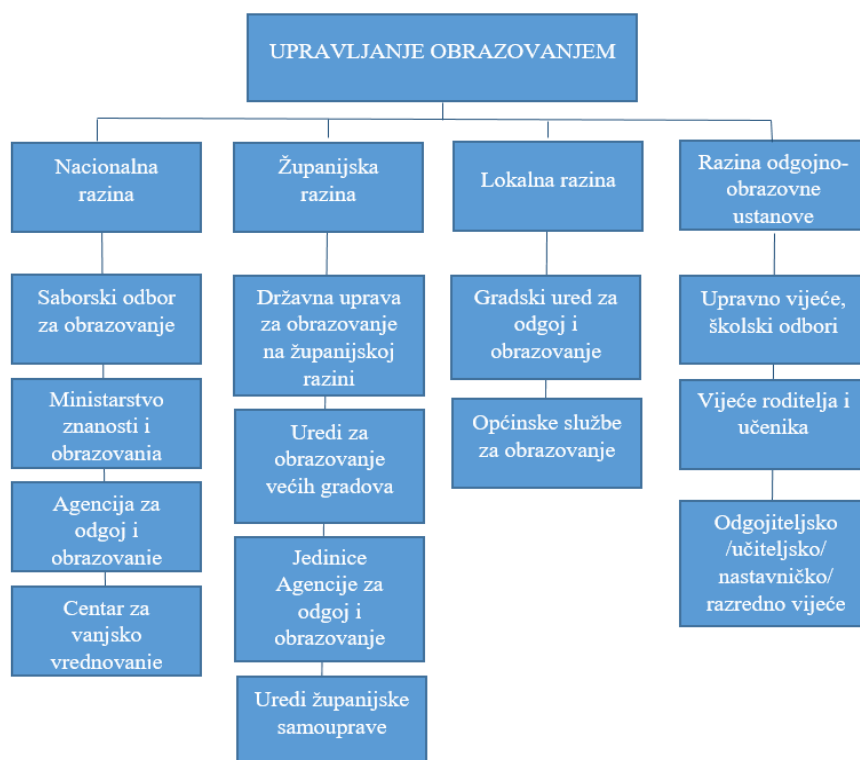 UPRAVLJANJE OBRAZOVANJEM
Nacionalna
razina
Županijska
razina
Lokalna razina
Razina odgojno-
obrazovne
ustanove
Saborski odbor
za obrazovanje
Ministarstvo
znanosti i
obrazovania
Agencija za
odgoj i
obrazovanie
Centar za
vanjsko
vrednovanje
Državna uprava
za obrazovanje
na županijskoj
razini
Uredi za
obrazovanje
većih gradova
Jedinice
Agencije za
odgoj i
obrazovanje
Uredi županijske
samouprave
Gradski ured za
odgoj i
obrazovanje
Općinske službe
za obrazovanje
Upravno vijeće,
školski odbori
Vijeće roditelja i
učenika
Odgojiteljsko
/učiteljsko/
nastavničko/
razredno vijeće